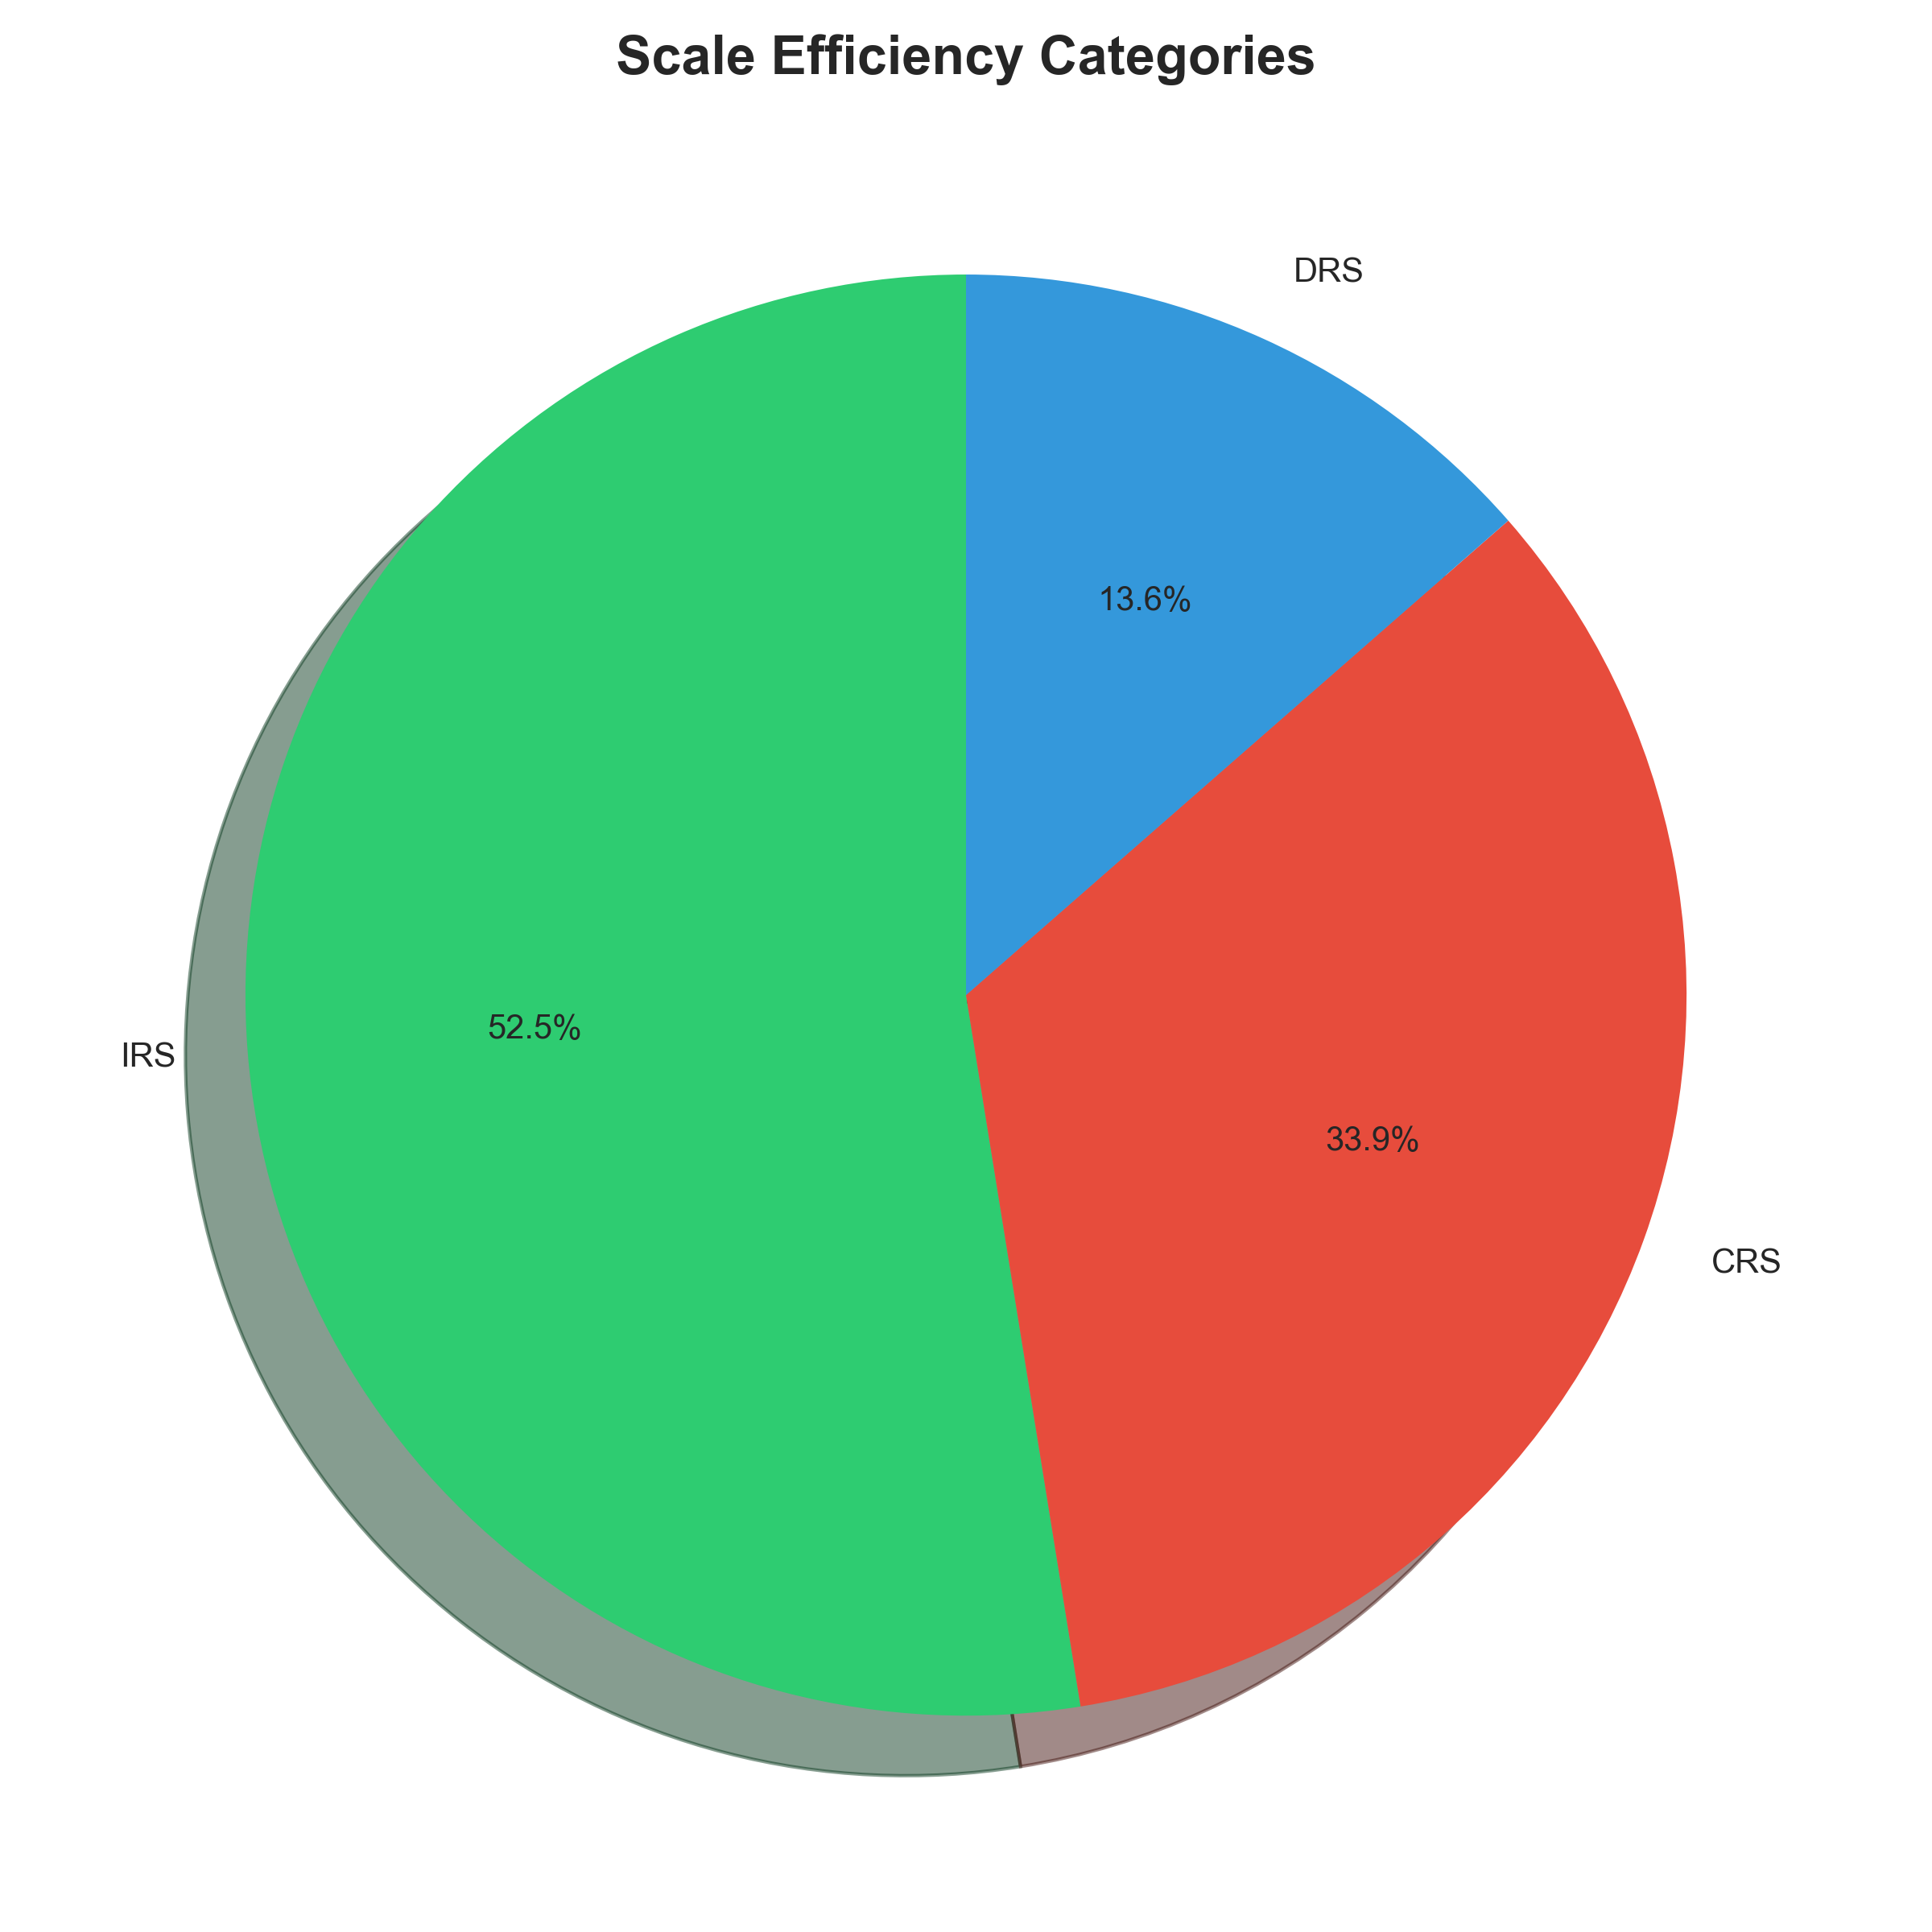 Scale Efficiency Categories
DRS
13.6%
52.5%
IRS
33.9%
CRS